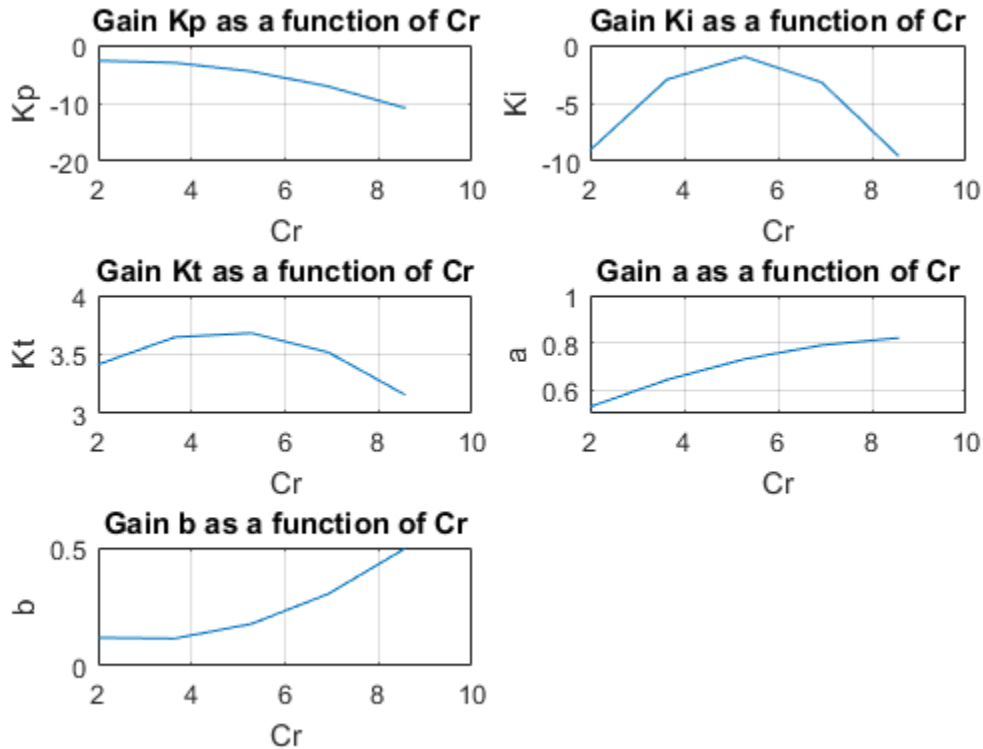 Gain Kp as a function of Cr
0
-10
-20
Kp
2 4 6 8 10
Cr
Gain Ki as a function of Cr
0
-5
-10
Ki
2 4 6 8 10
Cr
Gain Kt as a function of Cr
4
3.5
3
Kt
2 4 6 8 10
Cr
Gain a as a function of Cr
1
0.8
0.6
a
2 4 6 8 10
Cr
Gain b as a function of Cr
0.5
0
b
2 4 6 8 10
Cr